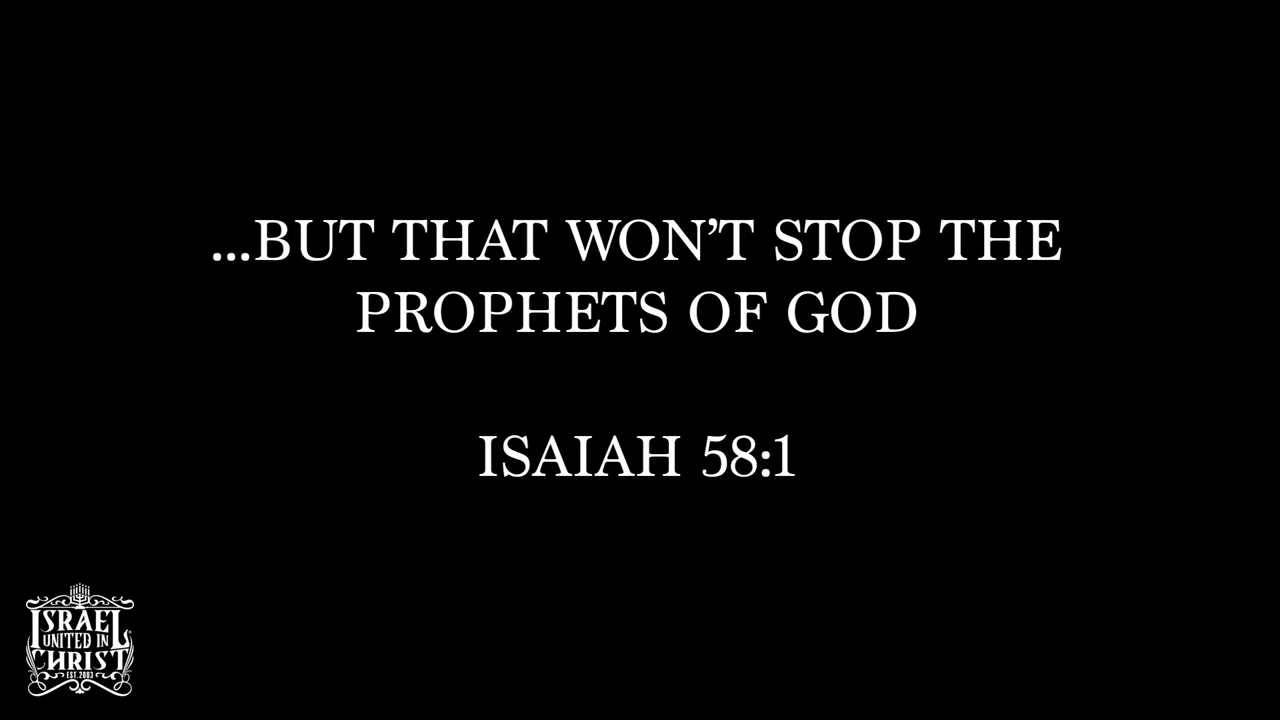 ...BUT THAT WON'T STOP THE
PROPHETS OF GOD
ISAIAH 58:1
ISRAEL
UNITED IN
CHRIST
EST. 2003